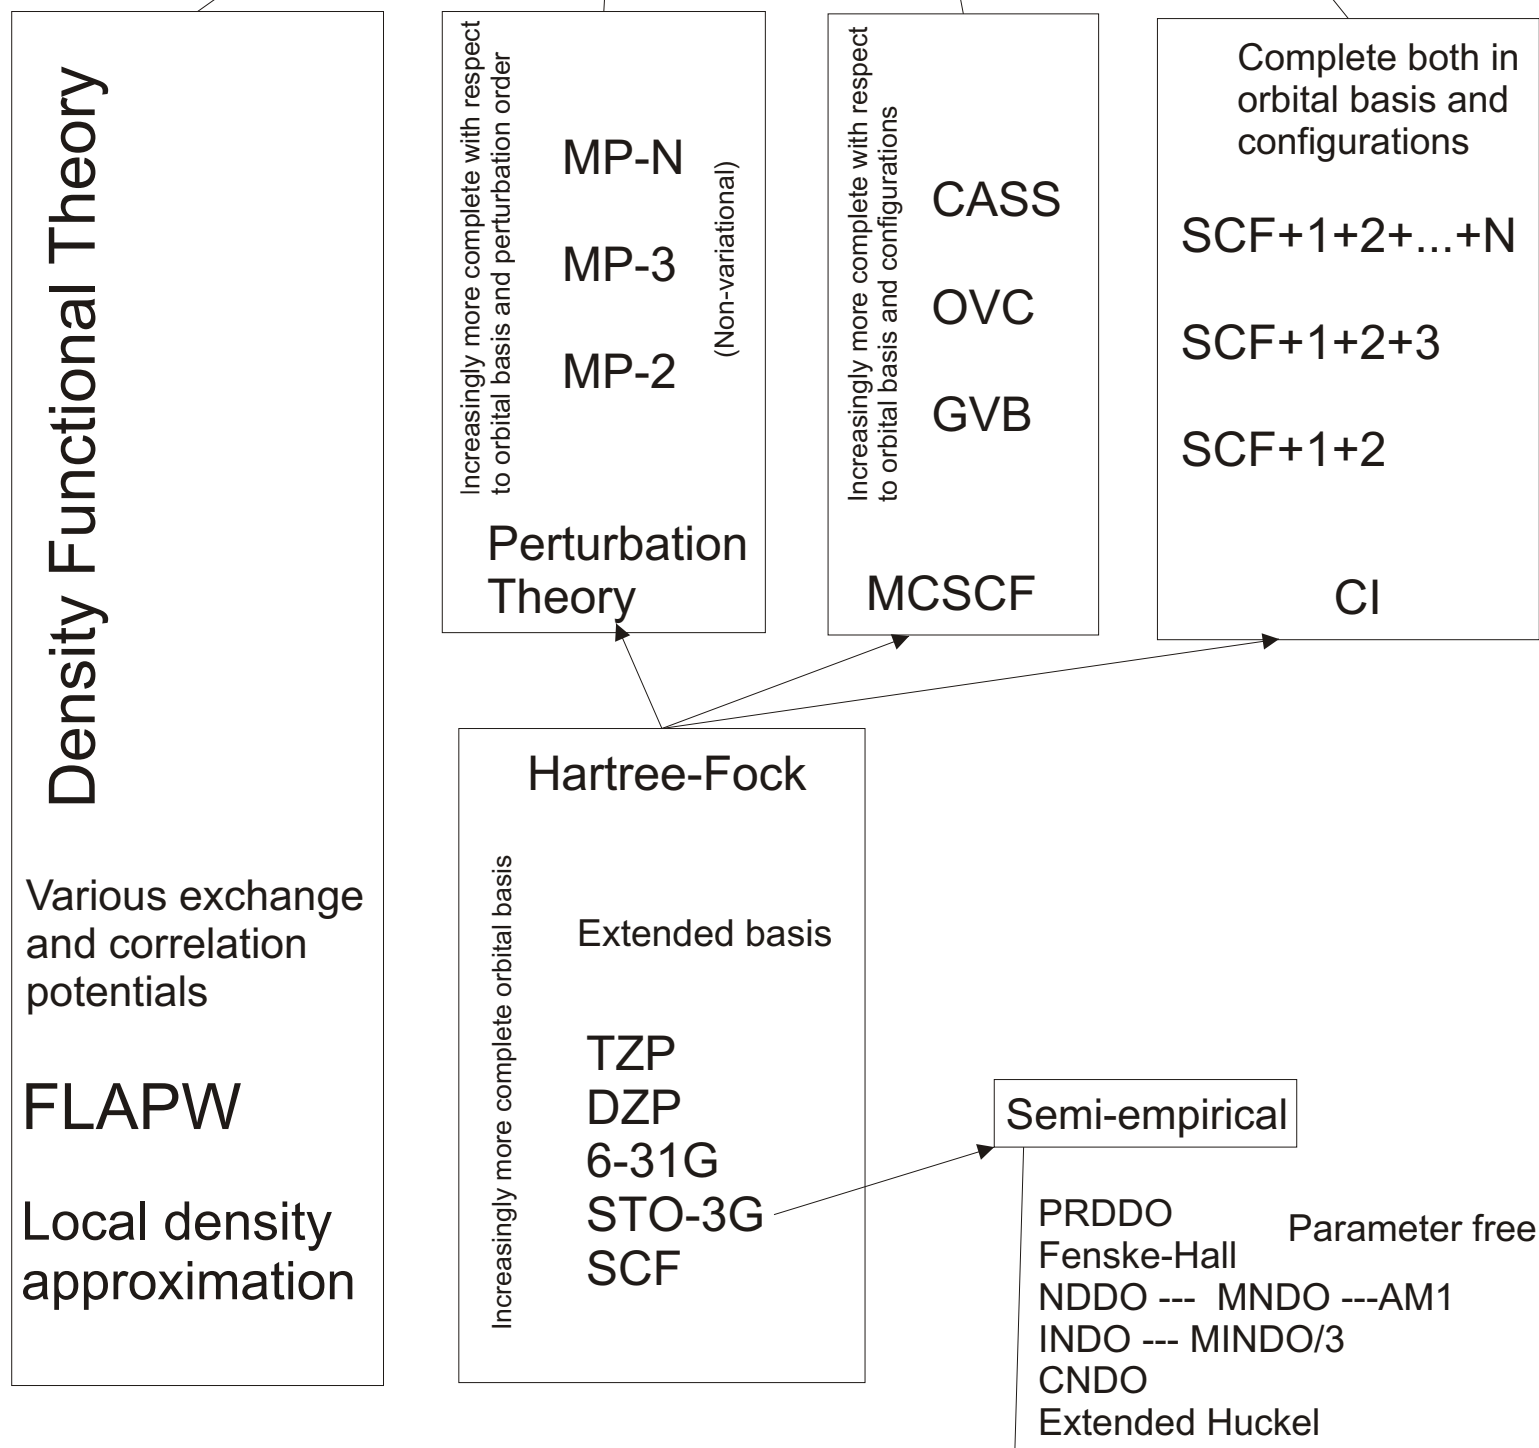 Density Functional Theory
Various exchange
and correlation
potentials
FLAPW
Local density
approximation
Increasingly more complete with respect
to orbital basis and perturbation order
MP-N
MP-3
MP-2
(Non-variational)
Perturbation
Theory
Increasingly more complete with respect
to orbital basis and configurations
CASS
OVC
GVB
MCSCF
Complete both in
orbital basis and
configurations
SCF+1+2+...+N
SCF+1+2+3
SCF+1+2
CI
Hartree-Fock
Increasingly more complete orbital basis
Extended basis
TZP
DZP
6-31G
STO-3G
SCF
Semi-empirical
PRDDO
Parameter free
Fenske-Hall
NDDO --- MNDO ---AM1
INDO --- MINDO/3
CNDO
Extended Huckel